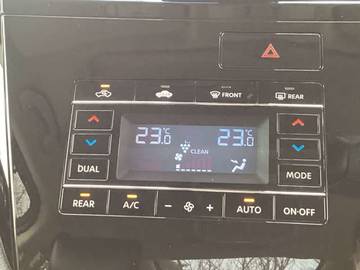 FRONT
REAR
23.0°C 23.0°C
CLEAN
DUAL
MODE
REAR A/C - + AUTO ON·OFF